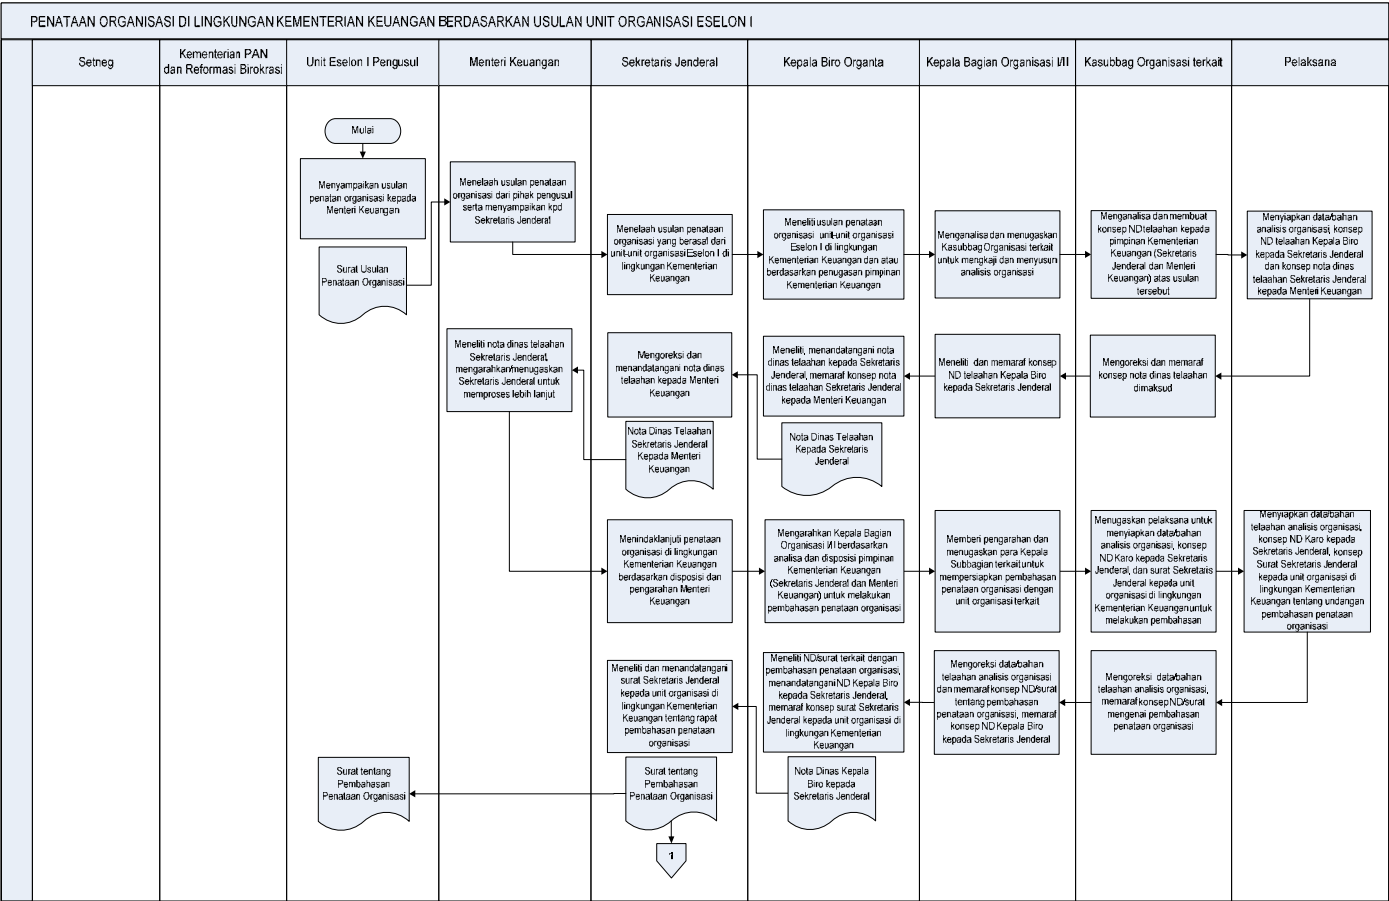 PENATAAN ORGANISASI DI LINGKUNGAN KEMENTERIAN KEUANGAN BERDASARKAN USULAN UNIT ORGANISASI ESELON I
Setneg
Kementerian PAN
dan Reformasi Birokrasi
Unit Eselon I Pengusul
Menteri Keuangan
Sekretaris Jenderal
Kepala Biro Organta
Kepala Bagian Organisasi I/II
Kasubbag Organisasi terkait
Pelaksana
Mulai
Menyampaikan usulan
penatan organisasi kepada
Menteri Keuangan
Surat Usulan
Penataan Organisasi
Menelaah usulan penataan
organisasi dari pihak pengusul
serta menyampaikan kpd
Sekretaris Jenderal
Menelaah usulan penataan
organisasi yang berasal dari
unit-unit organisasi Eselon I di
lingkungan Kementerian
Keuangan
Meneliti usulan penataan
organisasi unit-unit organisasi
Eselon I di lingkungan
Kementerian Keuangan dan atau
berdasarkan penugasan pimpinan
Kementerian Keuangan
Menganalisa dan menugaskan
Kasubbag Organisasi terkait
untuk mengkaji dan menyusun
analisis organisasi
Menganalisa dan membuat
konsep ND telaahan kepada
pimpinan Kementerian
Keuangan (Sekretaris
Jenderal dan Menteri
Keuangan) atas usulan
tersebut
Menyiapkan data/bahan
analisis organisasi, konsep
ND telaahan Kepala Biro
kepada Sekretaris Jenderal
dan konsep nota dinas
telaahan Sekretaris Jenderal
kepada Menteri Keuangan
Meneliti nota dinas telaahan
Sekretaris Jenderal,
mengarahkan/menugaskan
Sekretaris Jenderal untuk
memproses lebih lanjut
Mengoreksi dan
menandatangani nota dinas
telaahan kepada Menteri
Keuangan
Meneliti, menandatangani nota
dinas telaahan kepada Sekretaris
Jenderal, memaraf konsep nota
dinas telaahan Sekretaris Jenderal
kepada Menteri Keuangan
Meneliti dan memaraf konsep
ND telaahan Kepala Biro
kepada Sekretaris Jenderal
Mengoreksi dan memaraf
konsep nota dinas telaahan
dimaksud
Nota Dinas Telaahan
Sekretaris Jenderal
Kepada Menteri
Keuangan
Nota Dinas Telaahan
Kepada Sekretaris
Jenderal
Menindaklanjuti penataan
organisasi di lingkungan
Kementerian Keuangan
berdasarkan disposisi dan
pengarahan Menteri
Keuangan
Mengarahkan Kepala Bagian
Organisasi I/II berdasarkan
analisa dan disposisi pimpinan
Kementerian Keuangan
(Sekretaris Jenderal dan Menteri
Keuangan) untuk melakukan
pembahasan penataan organisasi
Memberi pengarahan dan
menugaskan para Kepala
Subbagian terkait untuk
mempersiapkan pembahasan
penataan organisasi dengan
unit organisasi terkait
Menugaskan pelaksana untuk
menyiapkan data/bahan
analisis organisasi, konsep
ND Karo kepada Sekretaris
Jenderal, dan surat Sekretaris
Jenderal kepada unit
organisasi di lingkungan
Kementerian Keuangan untuk
melakukan pembahasan
Menyiapkan data/bahan
telaahan analisis organisasi,
konsep ND Karo kepada
Sekretaris Jenderal, konsep
Surat Sekretaris Jenderal
kepada unit organisasi di
lingkungan Kementerian
Keuangan tentang undangan
pembahasan penataan
organisasi
Meneliti dan menandatangani
surat Sekretaris Jenderal
kepada unit organisasi di
lingkungan Kementerian
Keuangan tentang rapat
pembahasan penataan
organisasi
Meneliti ND/surat terkait dengan
pembahasan penataan organisasi,
menandatangani ND Kepala Biro
kepada Sekretaris Jenderal,
memaraf konsep surat Sekretaris
Jenderal kepada unit organisasi di
lingkungan Kementerian
Keuangan
Mengoreksi data/bahan
telaahan analisis organisasi
dan memaraf konsep ND/surat
tentang pembahasan
penataan organisasi, memaraf
konsep ND Kepala Biro
kepada Sekretaris Jenderal
Mengoreksi data/bahan
telaahan analisis organisasi,
memaraf konsep ND/surat
mengenai pembahasan
penataan organisasi
Surat tentang
Pembahasan
Penataan Organisasi
Surat tentang
Pembahasan
Penataan Organisasi
Nota Dinas Kepala
Biro kepada
Sekretaris Jenderal
1